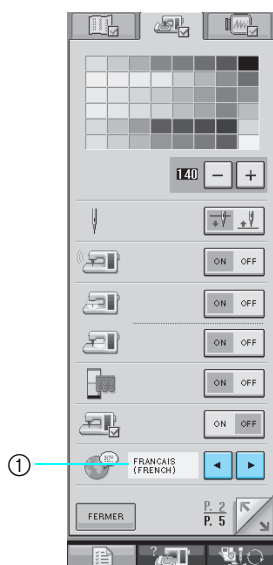 140 - +
ON OFF
ON OFF
ON OFF
ON OFF
ON OFF
① FRANCAIS
(FRENCH)
FERMER
P. 2
P. 5
?